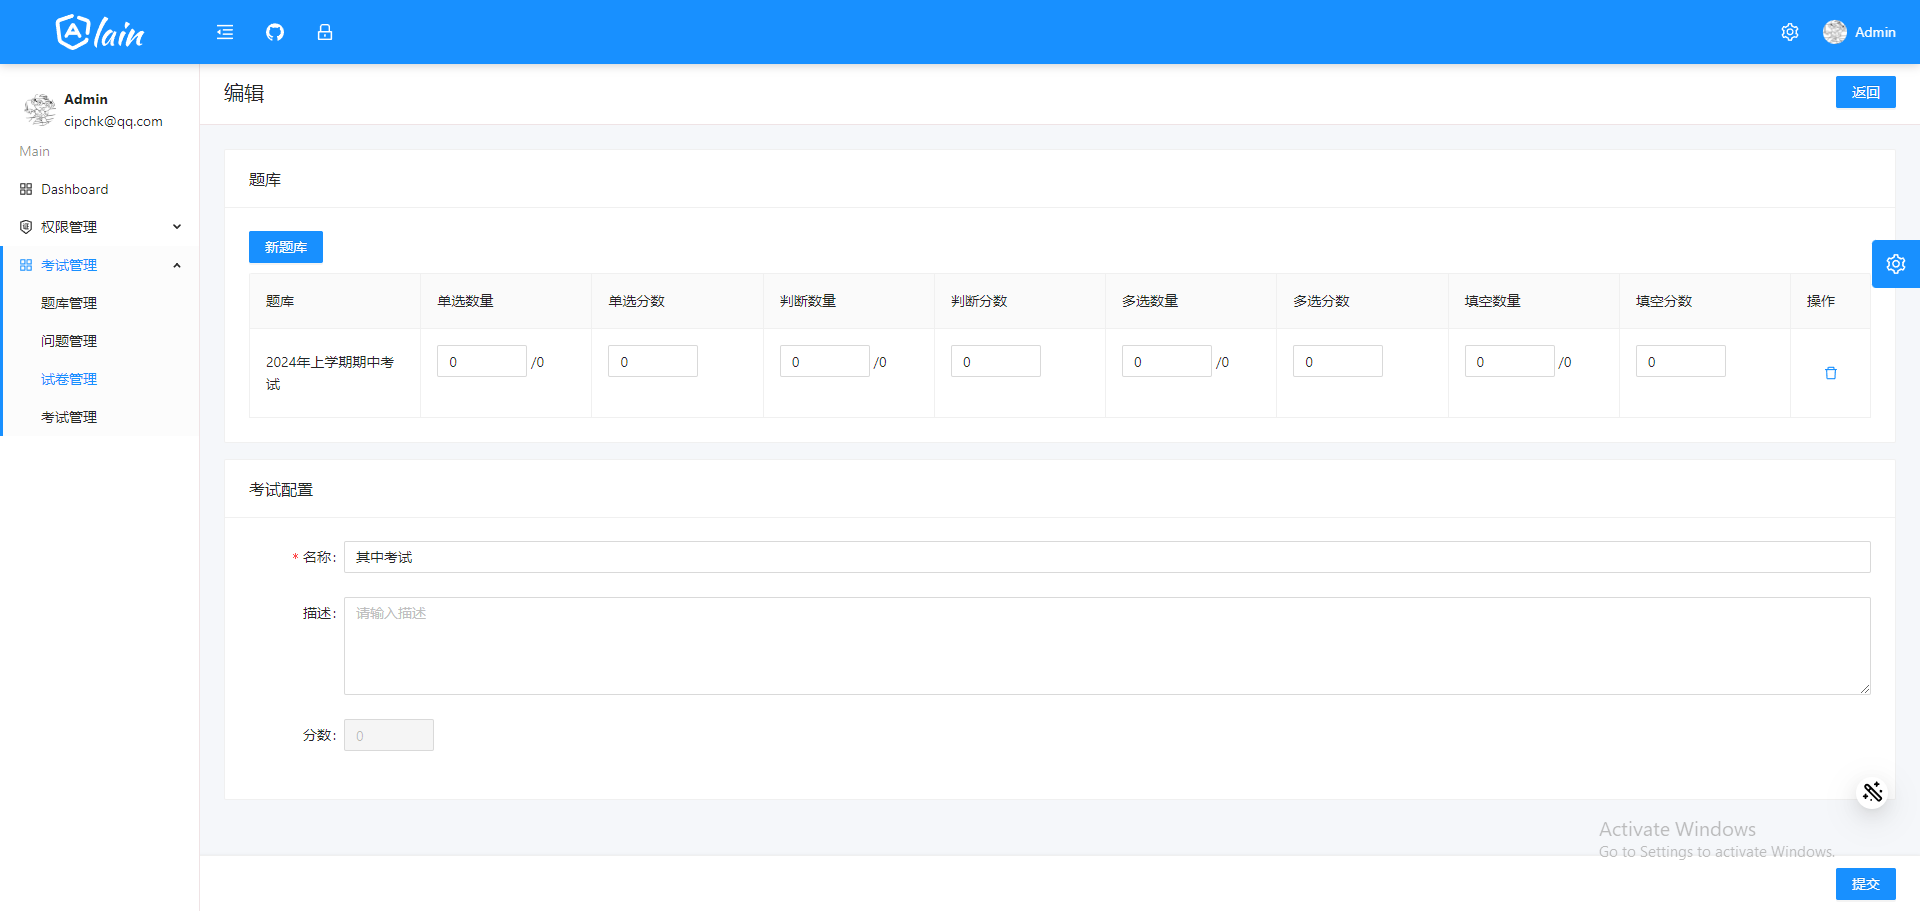 Alain
Admin
Admin
cipchk@qq.com
Main
Dashboard
权限管理
考试管理
题库管理
问题管理
试卷管理
考试管理
编辑
返回
题库
新题库
题库 单选数量 单选分数 判断数量 判断分数 多选数量 多选分数 填空数量 填空分数 操作
2024年上学期期中考 0 /0 0 0 /0 0 0 /0 0 0 /0 0
试
考试配置
* 名称: 其中考试
描述: 请输入描述
分数: 0
Activate Windows
Go to Settings to activate Windows.
提交